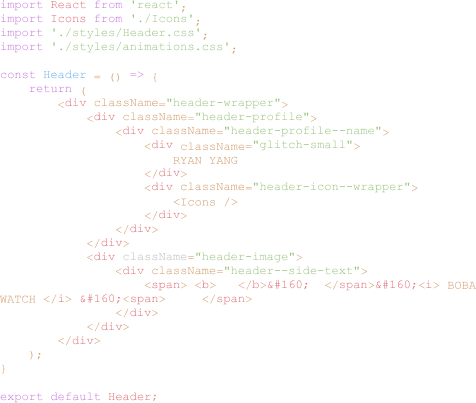 import React from 'react';
import Icons from './Icons';
import './styles/Header.css';
import './styles/animations.css';

const Header = () => {
    return (
        <div className="header-wrapper">
            <div className="header-profile">
                <div className="header-profile--name">
                    <div className="glitch-small">
                        RYAN YANG
                    </div>
                    <div className="header-icon--wrapper">
                        <Icons />
                    </div>
                </div>
            </div>
            <div className="header-image">
                <div className="header--side-text">
                    <span> <b>   </b>&#160;  </span>&#160;<i> BOBA
WATCH </i> &#160;<span>     </span>
                </div>
            </div>
        </div>
    );
}

export default Header;